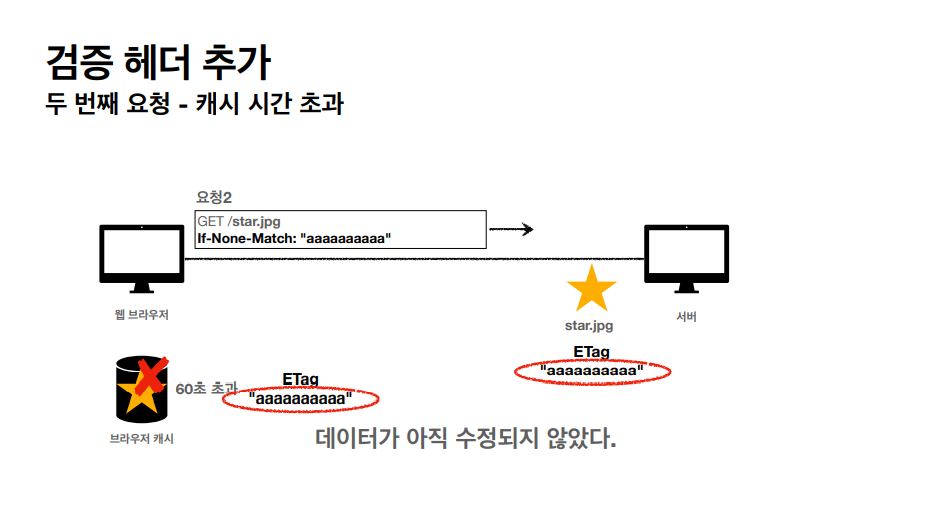 검증 헤더 추가
두 번째 요청 - 캐시 시간 초과
요청2
GET /star.jpg
If-None-Match: "aaaaaaaaaa"
웹 브라우저
서버
star.jpg
ETag
"aaaaaaaaaa"
60초 초과
ETag
"aaaaaaaaaa"
브라우저 캐시
데이터가 아직 수정되지 않았다.